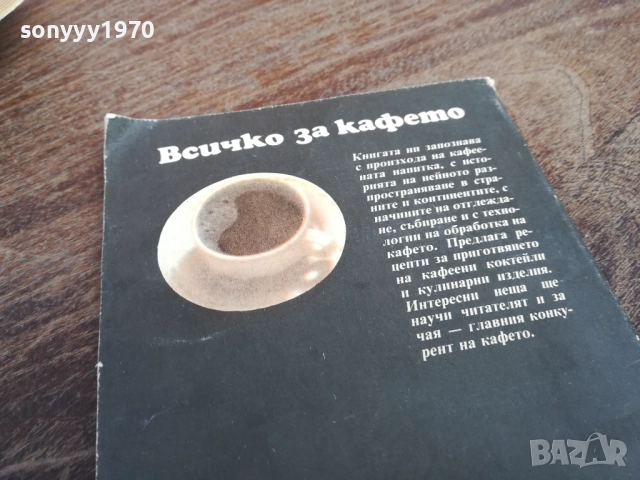 sonyyy1970
Всичко за кафето
Книгата ни запознава
с произхода на кафее-
ната напитка, с исто-
рията на нейното раз-
пространяване в стра-
ните и континентите, с
начините на отглежда-
не, събиране и с техно-
логии на обработка на
кафето. Предлага ре-
цепти за приготвянето
на кафеени коктейли
и кулинарни изделия.
Интересни неща ще
научи читателят и за
чая — главния конку-
рент на кафето.
BAZAR
bg